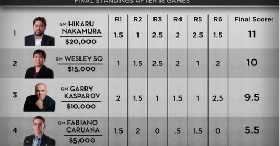 FINAL STANDINGS AFTER 18 GAMES
R1 R2 R3 R4 R5 R6 Final Score:
1 GM HIKARU NAKAMURA $20,000 1.5 1 2.5 2 2.5 1.5 11
2 GM WESLEY SO $15,000 1 1.5 2.5 2 1 2 10
3 GM GARRY KASPAROV $10,000 2 1.5 1 1.5 1 2.5 9.5
4 GM FABIANO CARUANA $5,000 1.5 2 0 .5 1.5 0 5.5